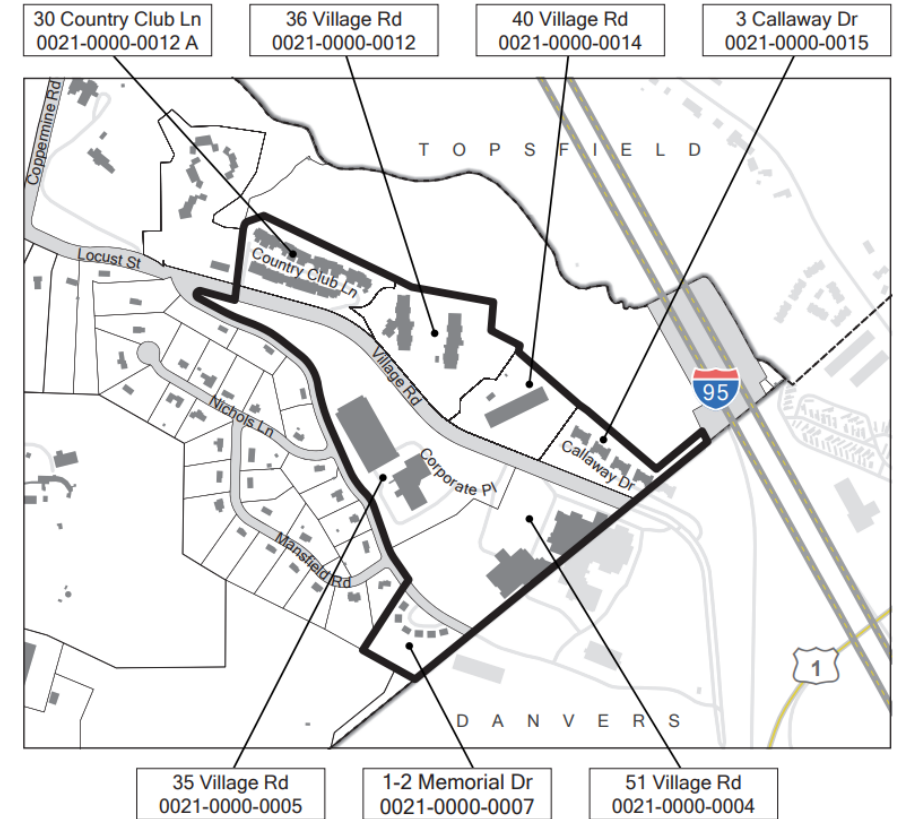 30 Country Club Ln
0021-0000-0012 A
36 Village Rd
0021-0000-0012
40 Village Rd
0021-0000-0014
3 Callaway Dr
0021-0000-0015
Coppermine Rd
TOPSFIELD
Locust St
Country Club Ln
Village Rd
95
Nichols Ln
Corporate Pl
Callaway Dr
Mansfield Rd
1
DANVERS
35 Village Rd
0021-0000-0005
1-2 Memorial Dr
0021-0000-0007
51 Village Rd
0021-0000-0004